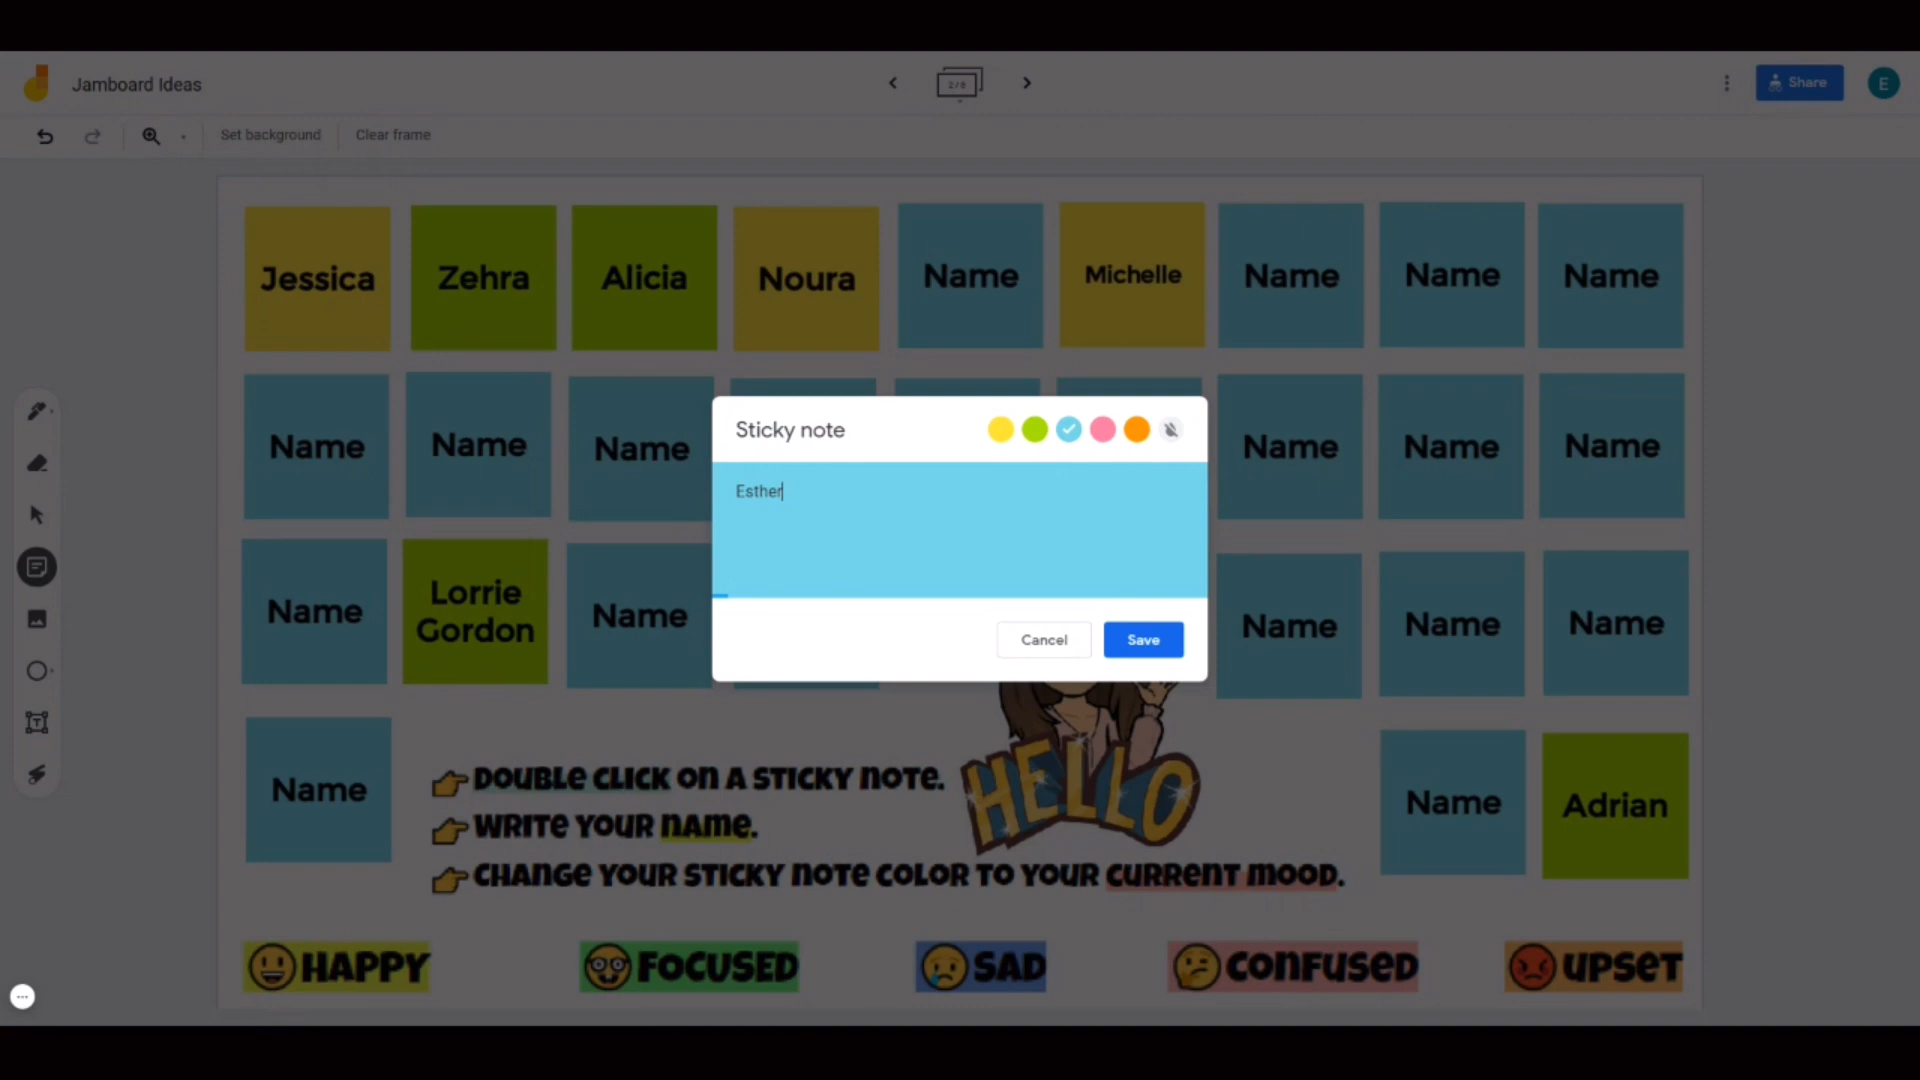 Jamboard Ideas
2 / 8
Share
E
Set background
Clear frame
Jessica
Zehra
Alicia
Noura
Name
Michelle
Name
Name
Name
Name
Name
Name
Name
Name
Name
Sticky note
Esther
Cancel
Save
Name
Lorrie
Gordon
Name
Name
Name
Name
Name
DOUBLE CLICK ON A STICKY NOTE.
WRITE YOUR NAME.
CHANGE YOUR STICKY NOTE COLOR TO YOUR CURRENT MOOD.
HELLO
Name
Adrian
HAPPY
FOCUSED
SAD
CONFUSED
UPSET